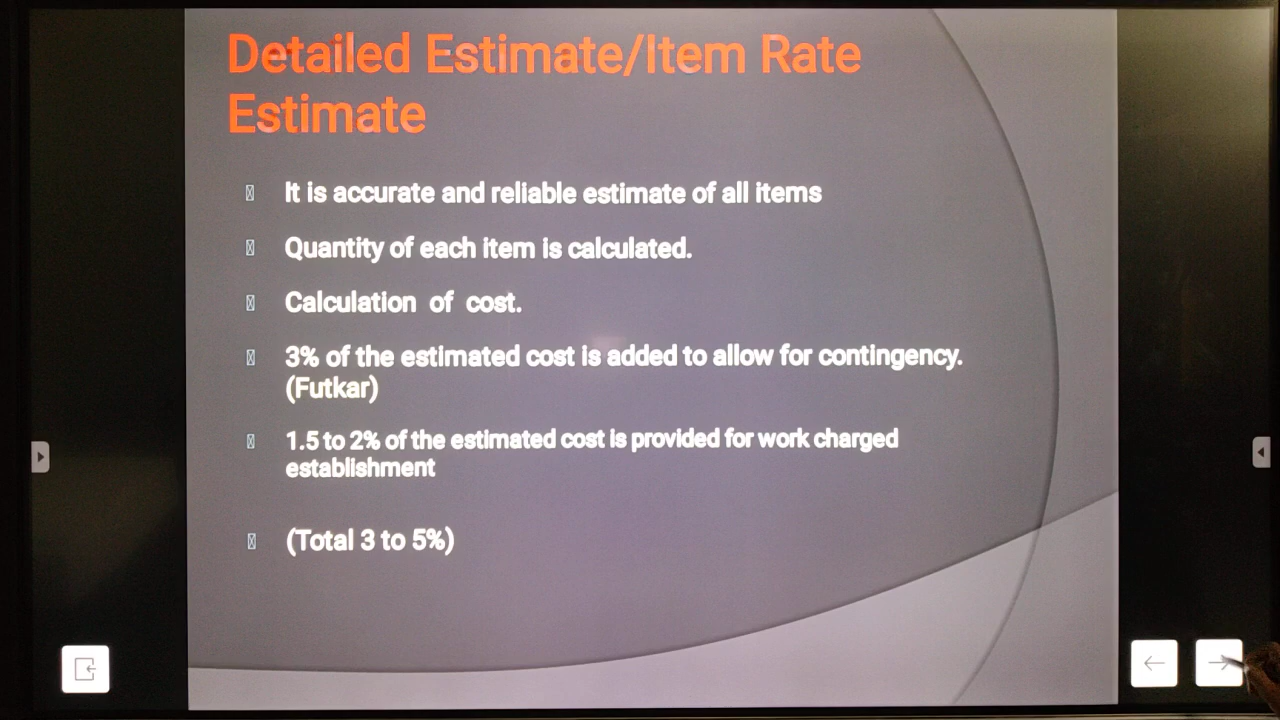 Detailed Estimate/Item Rate
Estimate
It is accurate and reliable estimate of all items
Quantity of each item is calculated.
Calculation of cost.
3% of the estimated cost is added to allow for contingency.
(Futkar)
1.5 to 2% of the estimated cost is provided for work charged
establishment
(Total 3 to 5%)